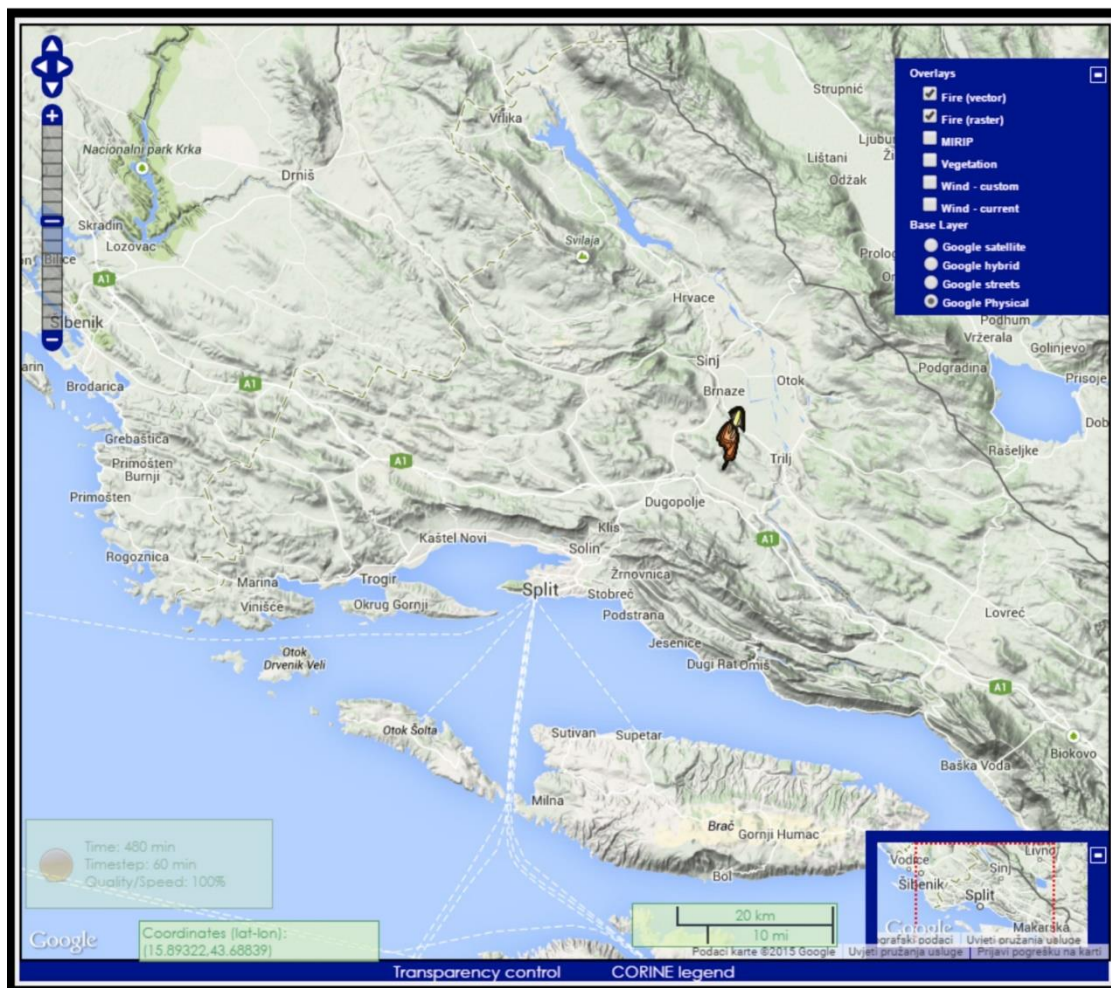 Strupnić
Vrlika
Nacionalni park Krka
Drniš
Lištani
Odžak
Skradin
Lozovac
Svilaja
A1
Šibenik
Hrvace
Brodarica
A1
Sinj
Brnaze
Otok
Podhum
Vržerala
Golinjevo
Podgradina
Prisoje
Grebaštica
Primošten
Burnji
A1
Trilj
Rašeljke
Primošten
Dugopolje
Klis
A1
Kaštel Novi
Solin
Rogoznica
Marina
Trogir
Žrnovnica
Vinišće
Okrug Gornji
Split
Stobreč
Podstrana
Lovreć
Jesenice
Otok
Drvenik Veli
Dugi Rat
Omiš
A1
Otok Šolta
Sutivan
Supetar
Baška Voda
Biokovo
Milna
Brač
Gornji Humac
Bol
Overlays
Fire (vector)
Fire (raster)
MIRIP
Vegetation
Wind - custom
Wind - current
Base Layer
Google satellite
Google hybrid
Google streets
Google Physical
Time: 480 min
Timestep: 60 min
Quality/Speed: 100%
Google
Coordinates (lat-lon):
(15.89322,43.68839)
20 km
10 mi
Vodice
Livno
Šibenik
Sinj
Split
Makarska
Google
Podaci karte ©2015 Google
Uvjeti pružanja usluge
Uvjeti pružanja usluge
Prijavi pogrešku na karti
Transparency control
CORINE legend